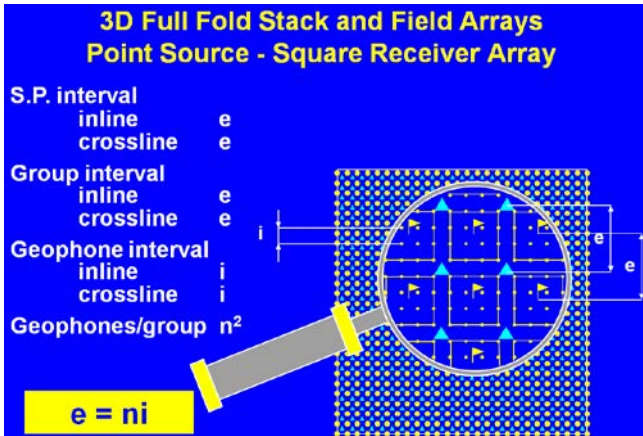 3D Full Fold Stack and Field Arrays
Point Source - Square Receiver Array
S.P. interval
inline e
crossline e
Group interval
inline e
crossline e
Geophone interval
inline i
crossline i
Geophones/group n²
e = ni
i
e
e